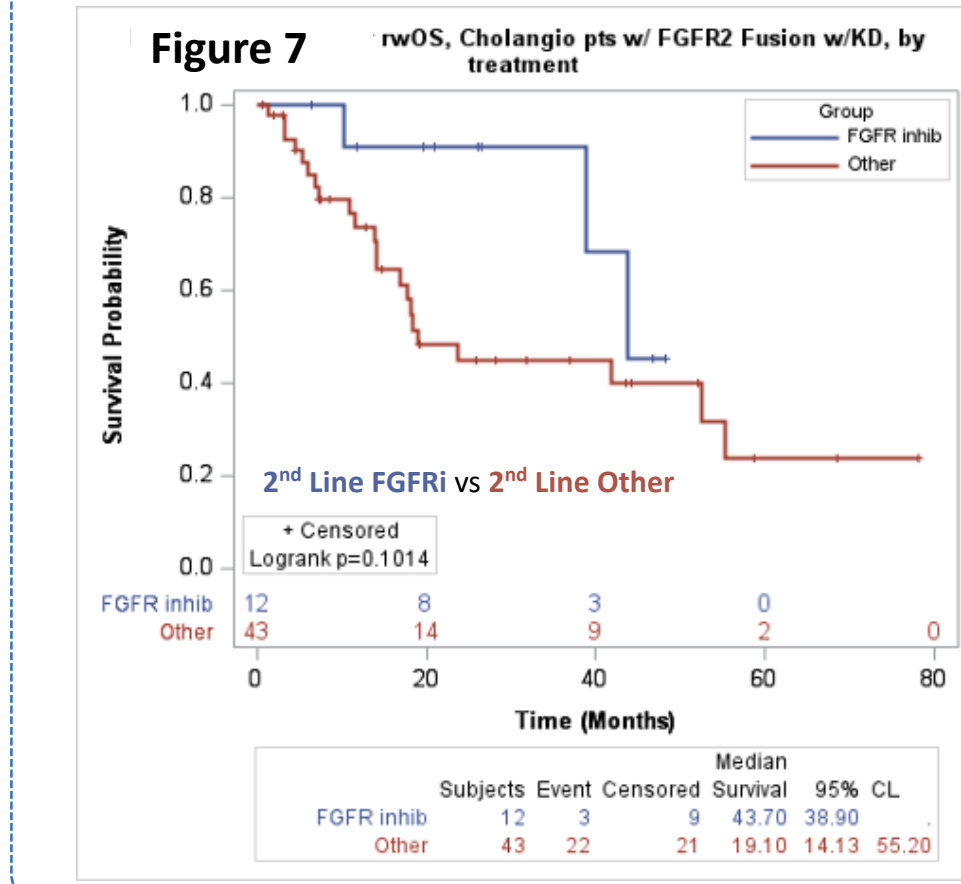 Figure 7
rwOS, Cholangio pts w/ FGFR2 Fusion w/KD, by
treatment
Group
FGFR inhib
Other
Survival Probability
1.0
0.8
0.6
0.4
0.2
0.0
2nd Line FGFRi vs 2nd Line Other
+ Censored
Logrank p=0.1014
FGFR inhib 12 8 3 0
Other 43 14 9 2 0
0 20 40 60 80
Time (Months)
Median
Subjects Event Censored Survival 95% CL
FGFR inhib 12 3 9 43.70 38.90 .
Other 43 22 21 19.10 14.13 55.20